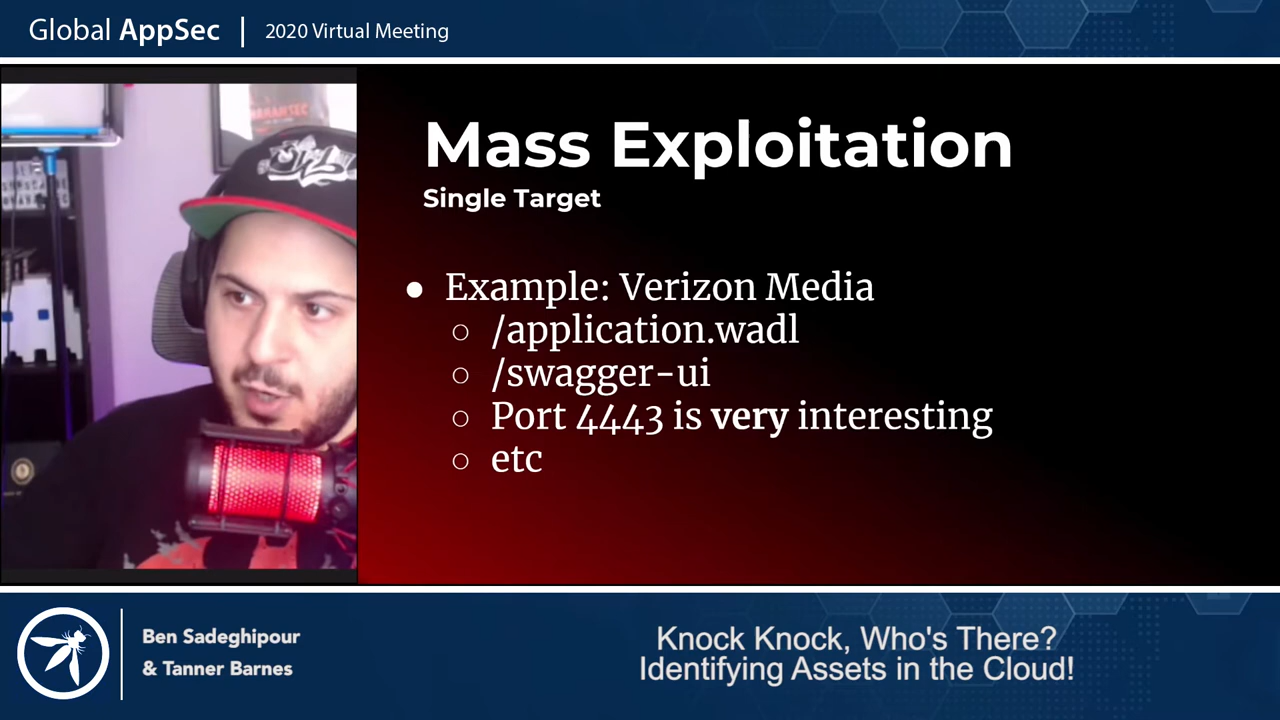 Global AppSec | 2020 Virtual Meeting
Mass Exploitation
Single Target
● Example: Verizon Media
○ /application.wadl
○ /swagger-ui
○ Port 4443 is very interesting
○ etc
Ben Sadeghipour
& Tanner Barnes
Knock Knock, Who's There?
Identifying Assets in the Cloud!